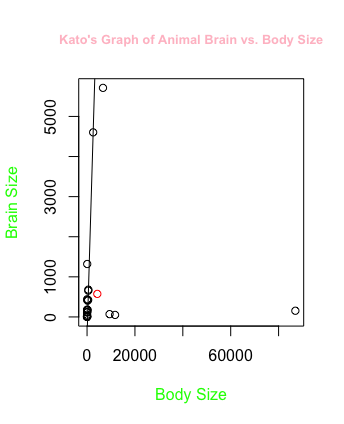 Kato's Graph of Animal Brain vs. Body Size
Brain Size
5000
3000
1000
0
0 20000 60000
Body Size